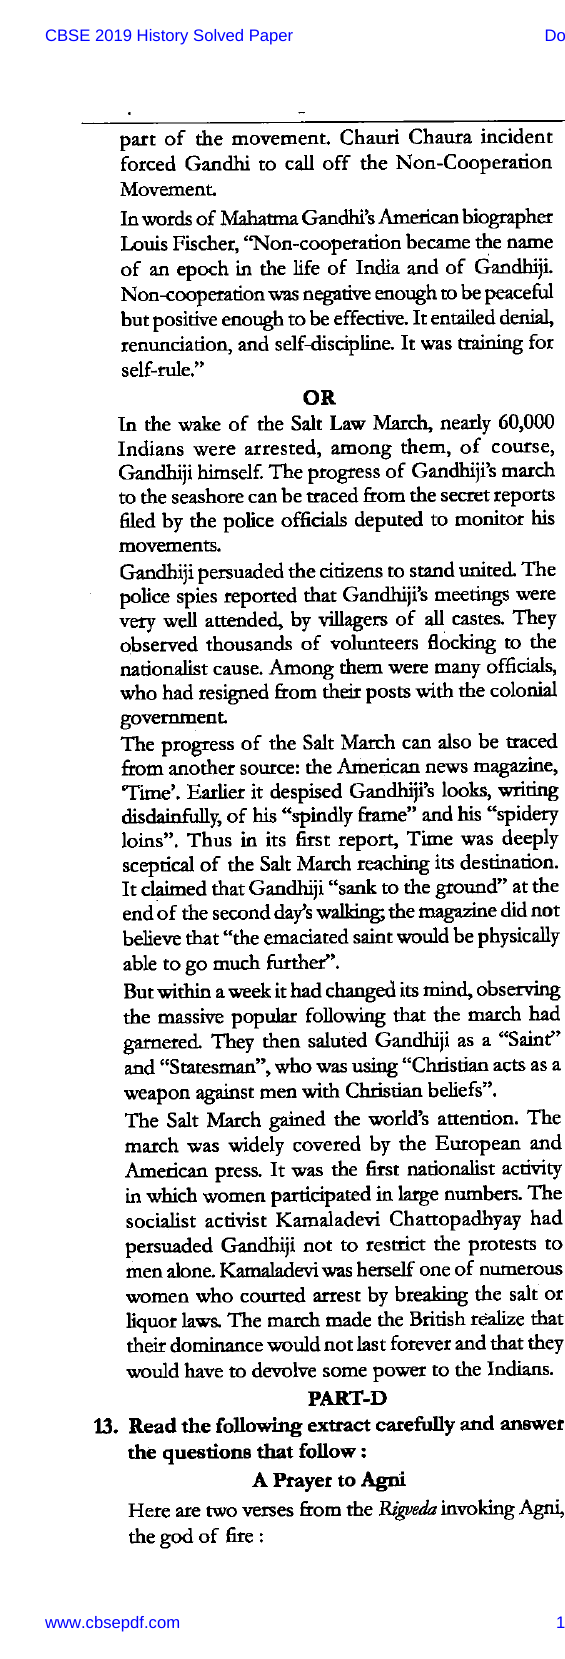 CBSE 2019 History Solved Paper
Do
part of the movement. Chauri Chaura incident
forced Gandhi to call off the Non-Cooperation
Movement.
In words of Mahatma Gandhi's American biographer
Louis Fischer, "Non-cooperation became the name
of an epoch in the life of India and of Gandhiji.
Non-cooperation was negative enough to be peaceful
but positive enough to be effective. It entailed denial,
renunciation, and self-discipline. It was training for
self-rule."
OR
In the wake of the Salt Law March, nearly 60,000
Indians were arrested, among them, of course,
Gandhiji himself. The progress of Gandhiji's march
to the seashore can be traced from the secret reports
filed by the police officials deputed to monitor his
movements.
Gandhiji persuaded the citizens to stand united. The
police spies reported that Gandhiji's meetings were
very well attended, by villagers of all castes. They
observed thousands of volunteers flocking to the
nationalist cause. Among them were many officials,
who had resigned from their posts with the colonial
government.
The progress of the Salt March can also be traced
from another source: the American news magazine,
'Time'. Earlier it despised Gandhiji's looks, writing
disdainfully, of his "spindly frame" and his "spidery
loins". Thus in its first report, Time was deeply
sceptical of the Salt March reaching its destination.
It claimed that Gandhiji "sank to the ground" at the
end of the second day's walking; the magazine did not
believe that "the emaciated saint would be physically
able to go much further".
But within a week it had changed its mind, observing
the massive popular following that the march had
garnered. They then saluted Gandhiji as a "Saint"
and "Statesman", who was using "Christian acts as a
weapon against men with Christian beliefs".
The Salt March gained the world's attention. The
march was widely covered by the European and
American press. It was the first nationalist activity
in which women participated in large numbers. The
socialist activist Kamaladevi Chattopadhyay had
persuaded Gandhiji not to restrict the protests to
men alone. Kamaladevi was herself one of numerous
women who courted arrest by breaking the salt or
liquor laws. The march made the British realize that
their dominance would not last forever and that they
would have to devolve some power to the Indians.
PART-D
13. Read the following extract carefully and answer
the questions that follow :
A Prayer to Agni
Here are two verses from the Rigveda invoking Agni,
the god of fire :
www.cbsepdf.com
1